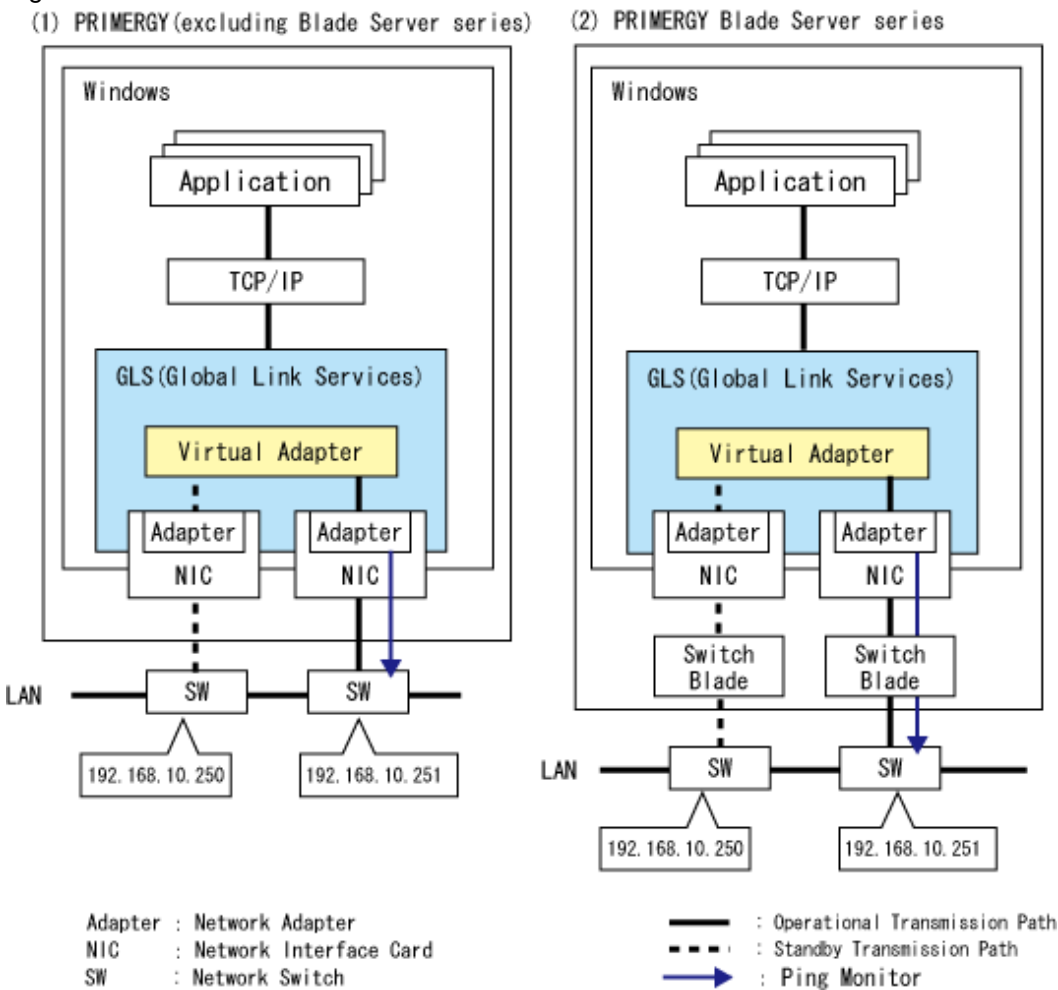 (1) PRIMERGY(excluding Blade Server series)
Windows
Application
TCP/IP
GLS(Global Link Services)
Virtual Adapter
Adapter
Adapter
NIC
NIC
LAN
SW
SW
192.168.10.250
192.168.10.251
(2) PRIMERGY Blade Server series
Windows
Application
TCP/IP
GLS(Global Link Services)
Virtual Adapter
Adapter
Adapter
NIC
NIC
Switch
Blade
Switch
Blade
LAN
SW
SW
192.168.10.250
192.168.10.251
Adapter : Network Adapter
NIC : Network Interface Card
SW : Network Switch
: Operational Transmission Path
: Standby Transmission Path
: Ping Monitor